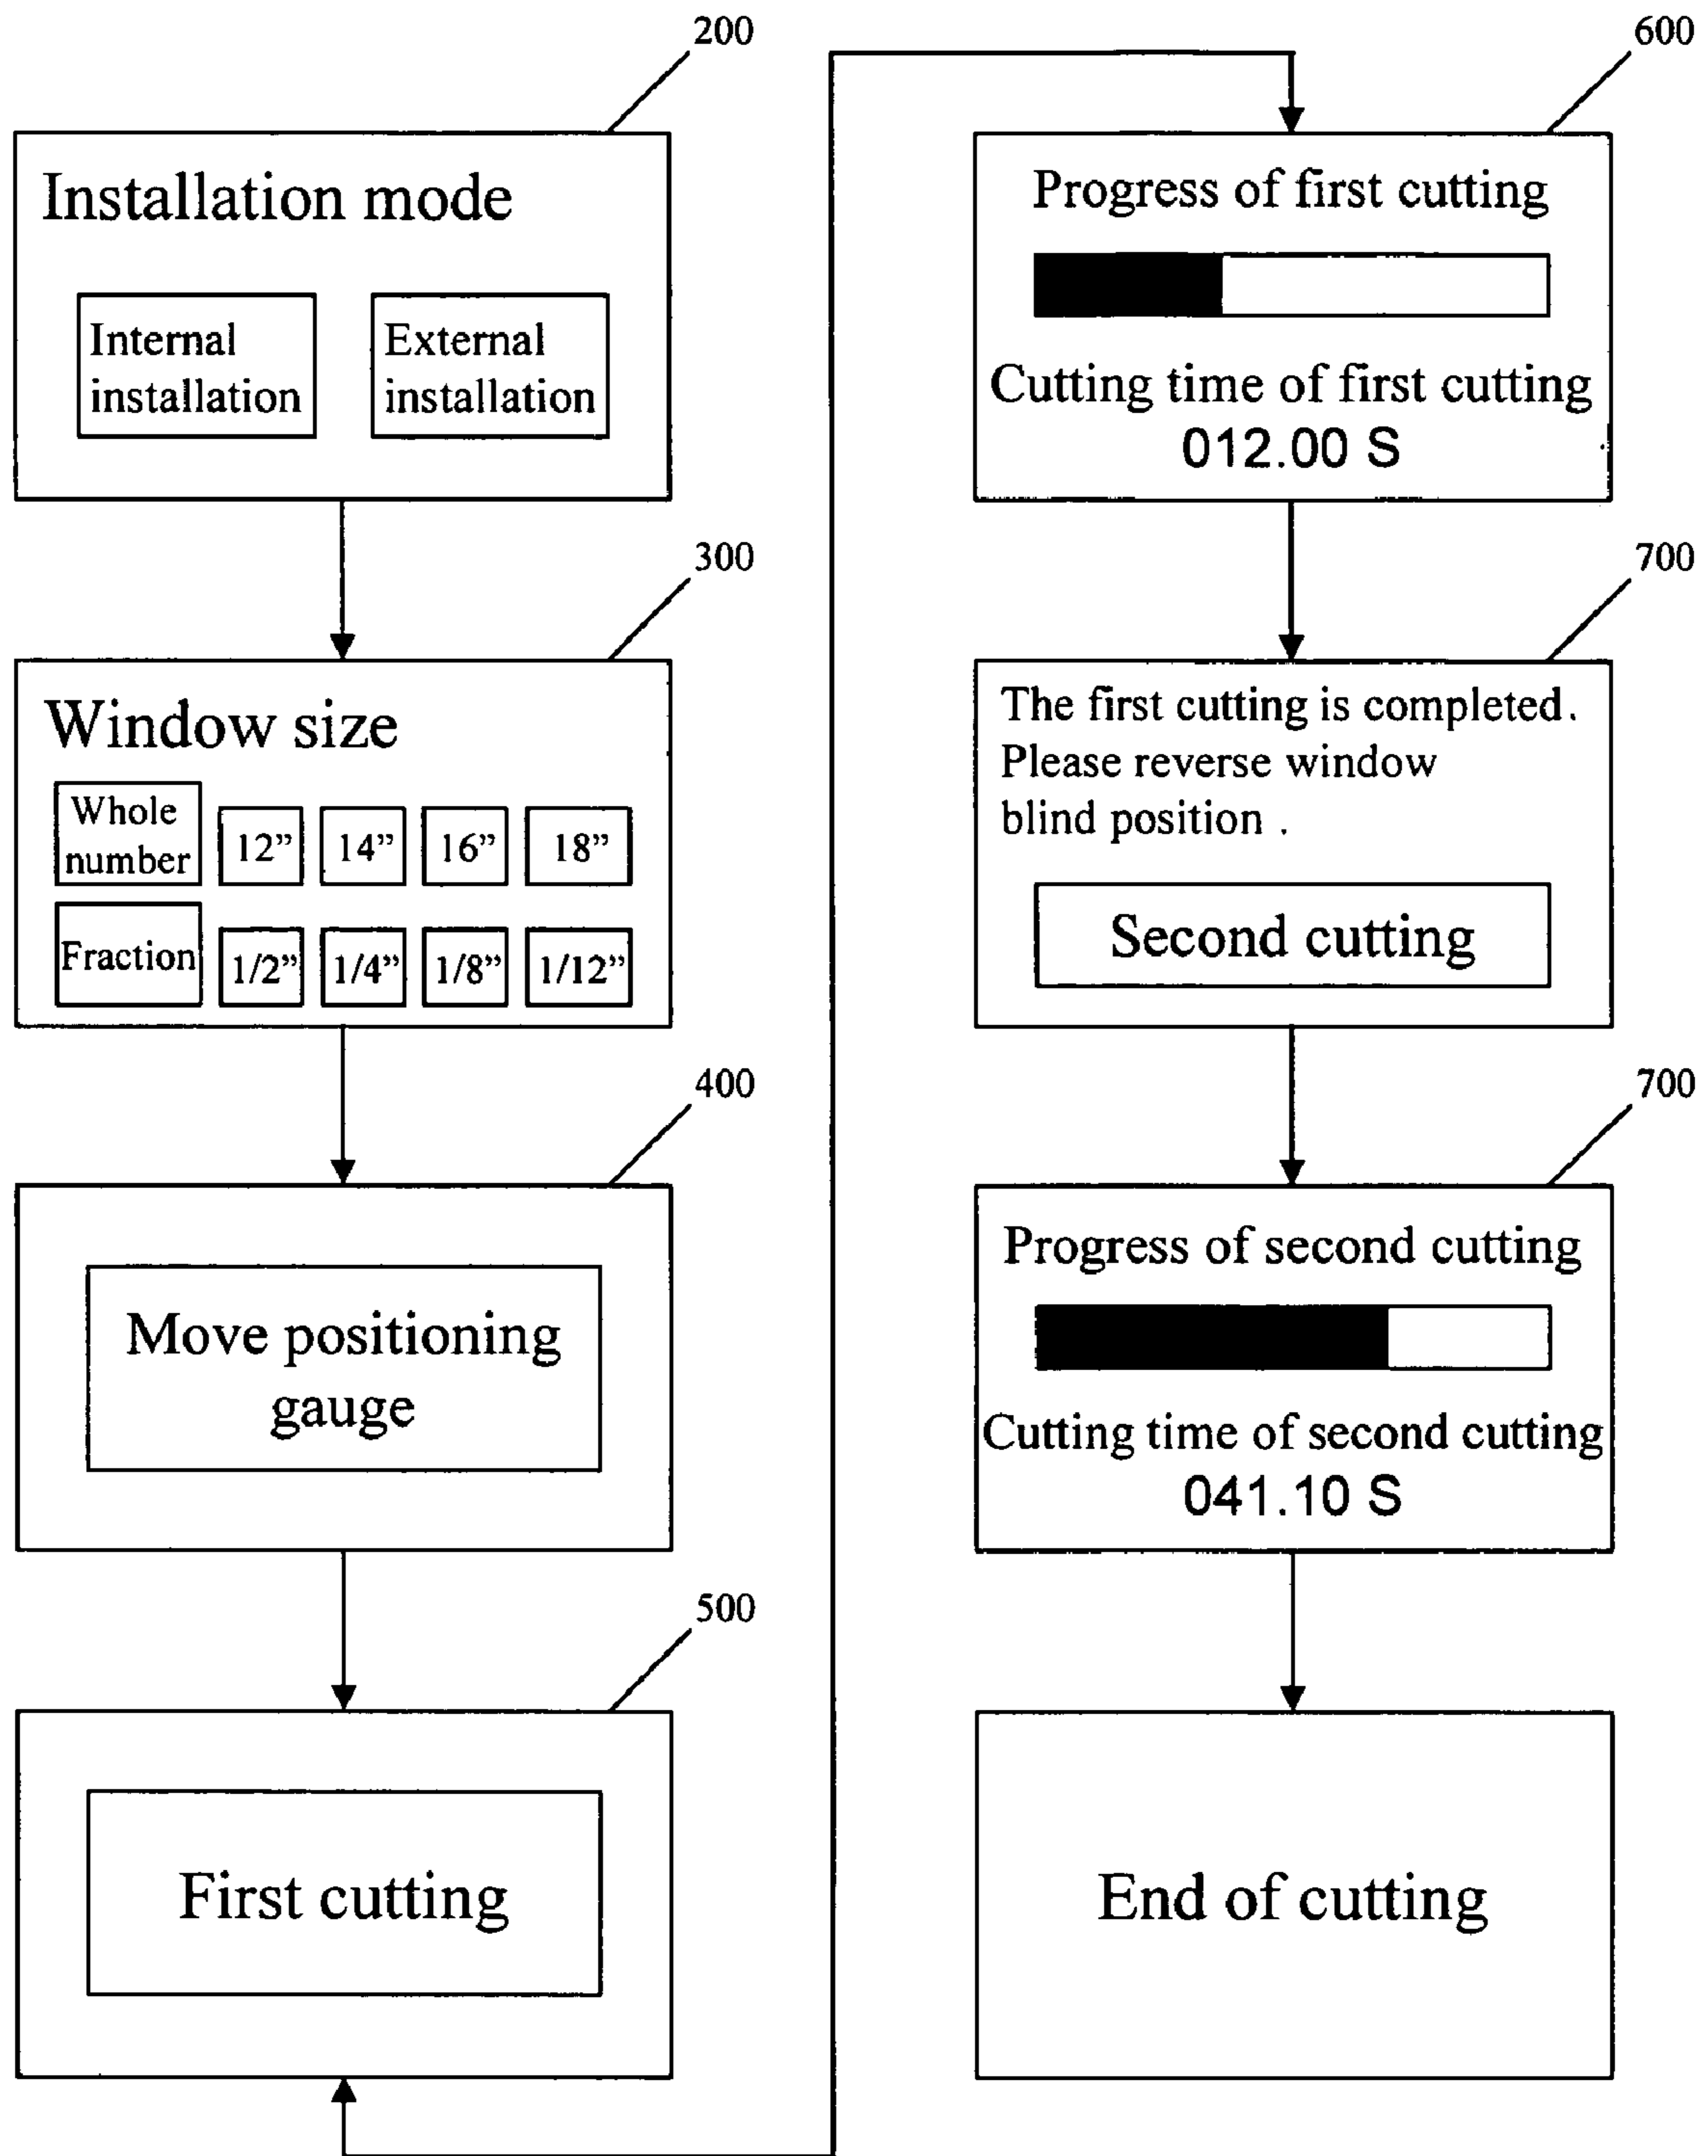 200
Installation mode
Internal
installation
External
installation
300
Window size
Whole
number
12”
14”
16”
18”
Fraction
1/2”
1/4”
1/8”
1/12”
400
Move positioning
gauge
500
First cutting
600
Progress of first cutting
Cutting time of first cutting
012.00 S
700
The first cutting is completed.
Please reverse window
blind position .
Second cutting
700
Progress of second cutting
Cutting time of second cutting
041.10 S
End of cutting